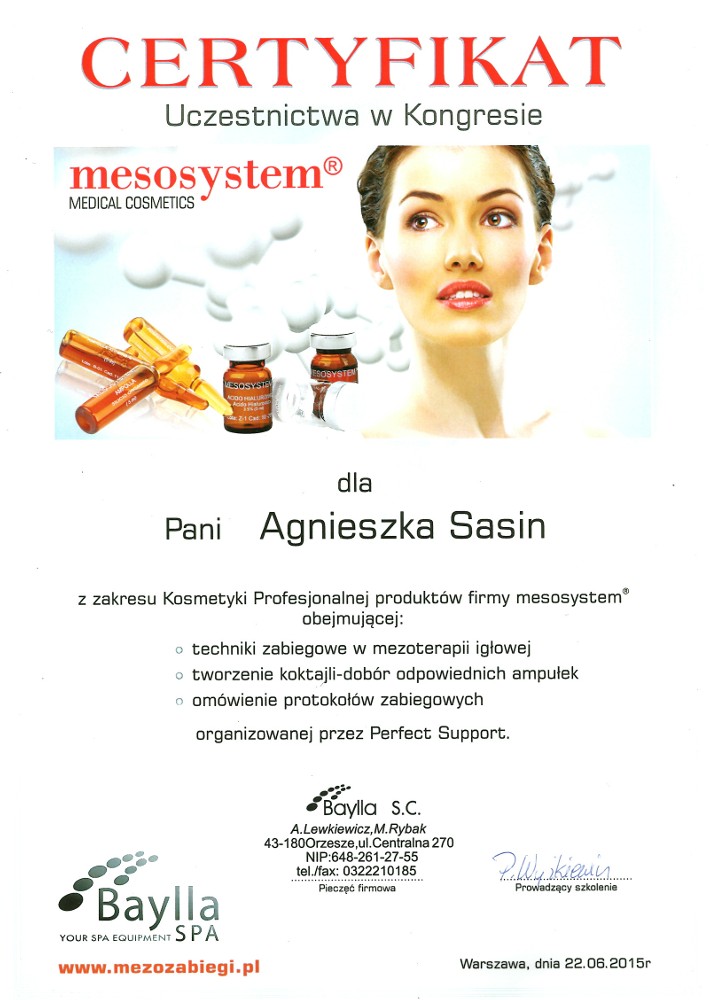 CERTYFIKAT
Uczestnictwa w Kongresie
mesosystem®
MEDICAL COSMETICS
AMPOLLA
MESOSYSTEM
MESOSYSTEM
ACIDO HIALURONICO
dla
Pani Agnieszka Sasin
z zakresu Kosmetyki Profesjonalnej produktów firmy mesosystem®
obejmującej:
techniki zabiegowe w mezoterapii igłowej
tworzenie koktajli-dobór odpowiednich ampułek
omówienie protokołów zabiegowych
organizowanej przez Perfect Support.
Baylla S.C.
A.Lewkiewicz,M.Rybak
43-180Orzesze,ul.Centralna 270
NIP:648-261-27-55
tel./fax: 0322210185
Pieczęć firmowa
Prowadzący szkolenie
Baylla
YOUR SPA EQUIPMENT SPA
www.mezozabiegi.pl
Warszawa, dnia 22.06.2015r